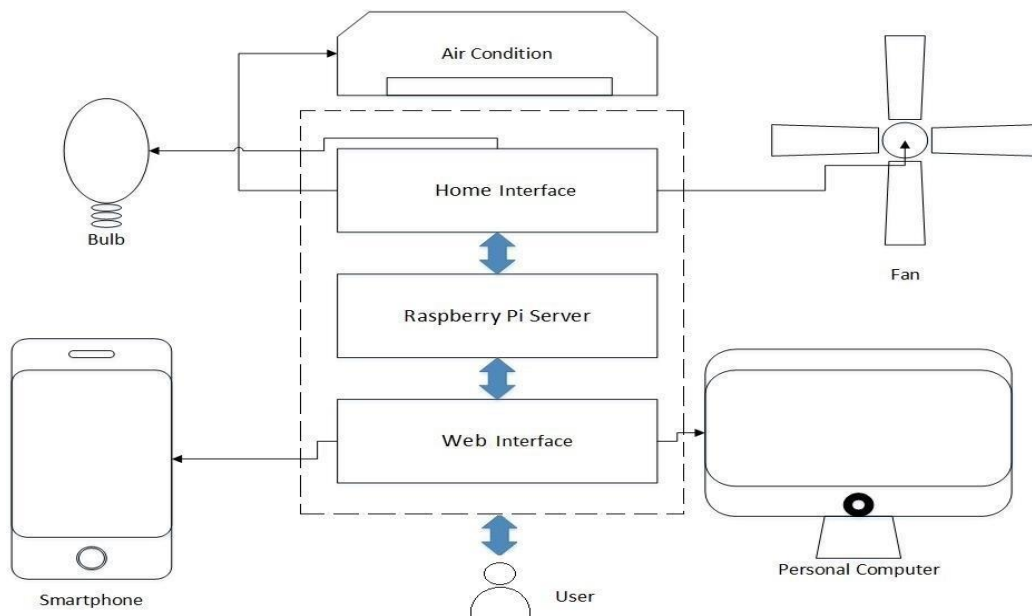 Air Condition
Home Interface
Bulb
Fan
Raspberry Pi Server
Web Interface
Personal Computer
Smartphone
User